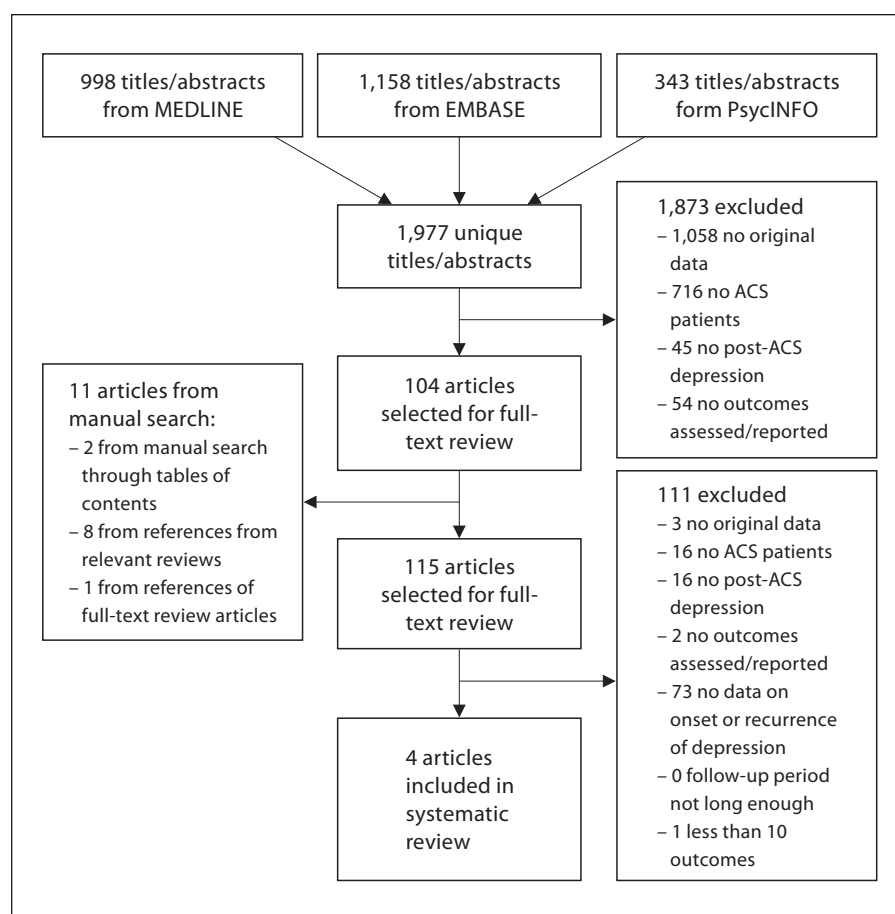 998 titles/abstracts
from MEDLINE
1,158 titles/abstracts
from EMBASE
343 titles/abstracts
form PsycINFO
1,977 unique
titles/abstracts
1,873 excluded
– 1,058 no original
data
– 716 no ACS
patients
– 45 no post-ACS
depression
– 54 no outcomes
assessed/reported
104 articles
selected for full-
text review
11 articles from
manual search:
– 2 from manual search
through tables of
contents
– 8 from references from
relevant reviews
– 1 from references of
full-text review articles
115 articles
selected for full-
text review
111 excluded
– 3 no original data
– 16 no ACS patients
– 16 no post-ACS
depression
– 2 no outcomes
assessed/reported
– 73 no data on
onset or recurrence
of depression
– 0 follow-up period
not long enough
– 1 less than 10
outcomes
4 articles
included in
systematic
review